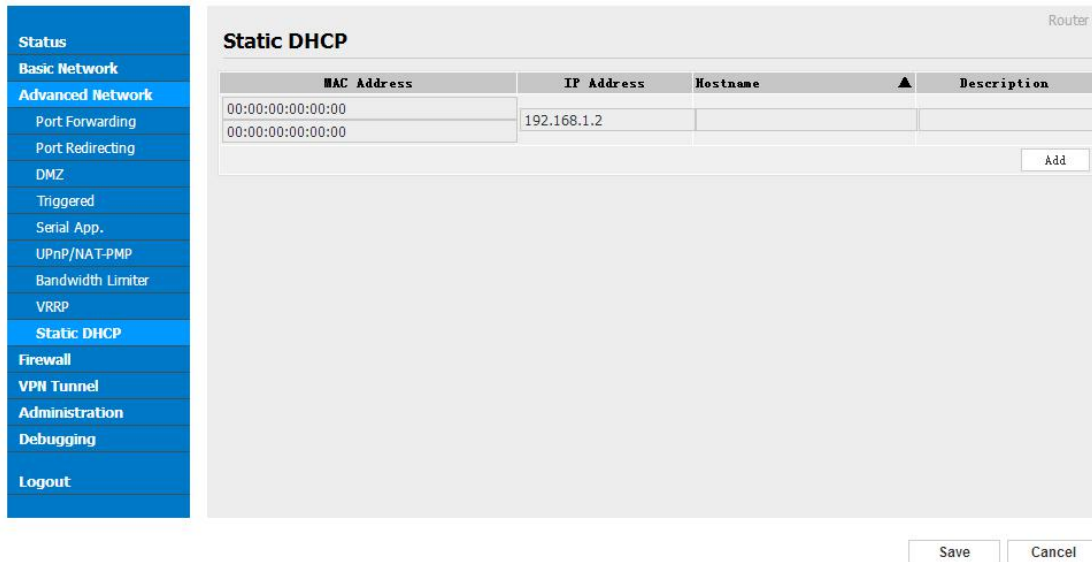 Router
Status
Basic Network
Advanced Network
Port Forwarding
Port Redirecting
DMZ
Triggered
Serial App.
UPnP/NAT-PMP
Bandwidth Limiter
VRRP
Static DHCP
Firewall
VPN Tunnel
Administration
Debugging
Logout
Static DHCP
MAC Address IP Address Hostname ▲ Description
00:00:00:00:00:00
00:00:00:00:00:00
192.168.1.2
Add
Save Cancel